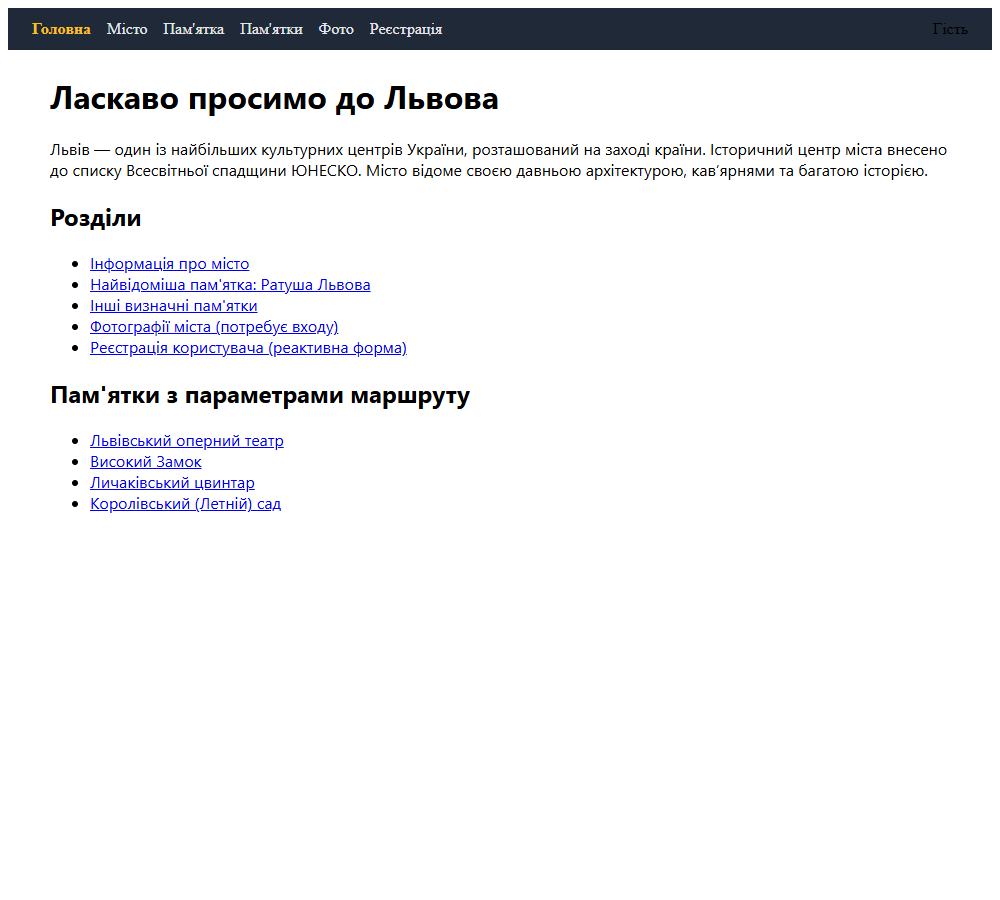 Головна Місто Пам'ятка Пам'ятки Фото Реєстрація Гість
Ласкаво просимо до Львова
Львів — один із найбільших культурних центрів України, розташований на заході країни. Історичний центр міста внесено
до списку Всесвітньої спадщини ЮНЕСКО. Місто відоме своєю давньою архітектурою, кав’ярнями та багатою історією.
Розділи
Інформація про місто
Найвідоміша пам'ятка: Ратуша Львова
Інші визначні пам'ятки
Фотографії міста (потребує входу)
Реєстрація користувача (реактивна форма)
Пам'ятки з параметрами маршруту
Львівський оперний театр
Високий Замок
Личаківський цвинтар
Королівський (Летній) сад